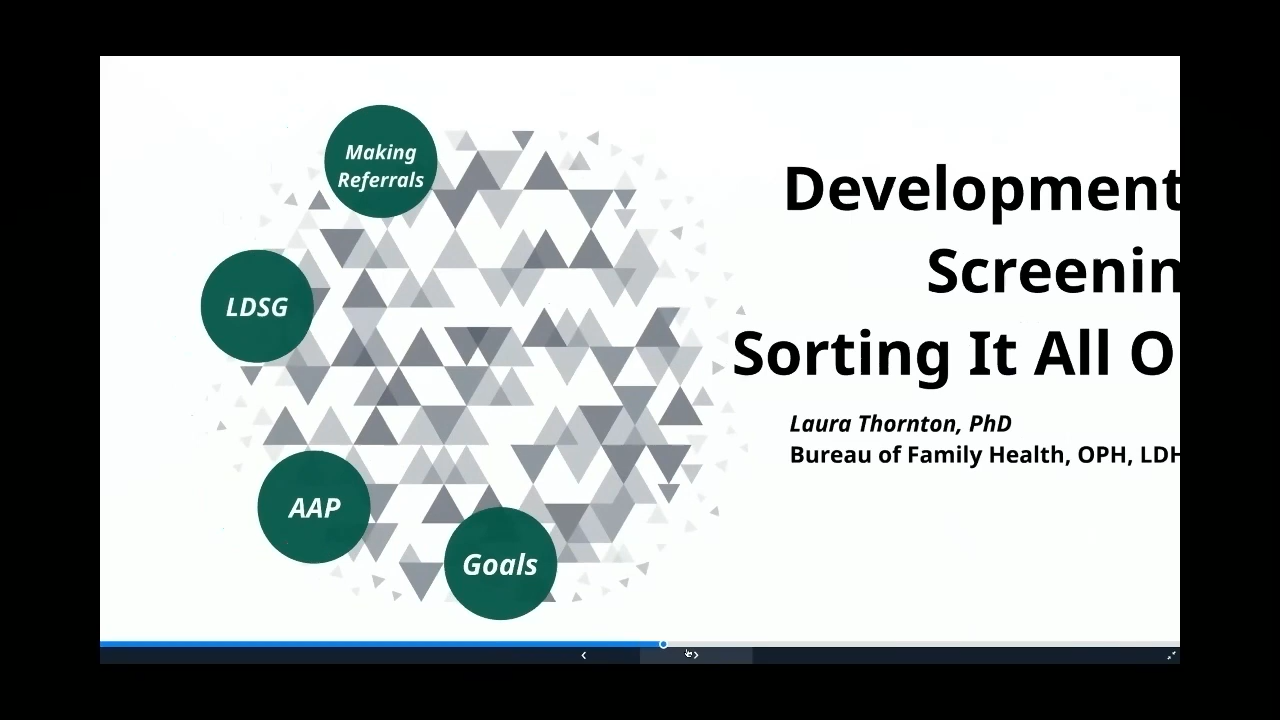 Making
Referrals
LDSG
AAP
Goals
Development
Screenin
Sorting It All O
Laura Thornton, PhD
Bureau of Family Health, OPH, LDH